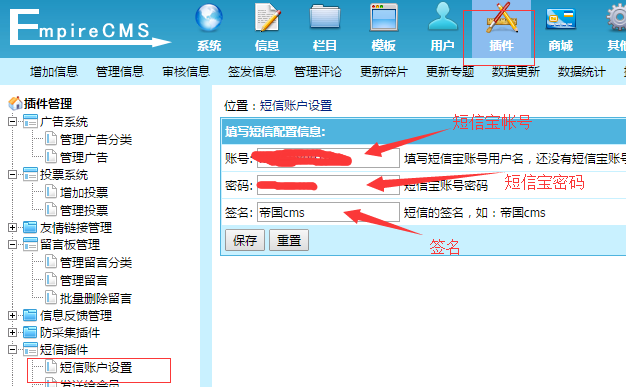 EmpireCMS
系统 信息 栏目 模板 用户 插件 商城 其他
增加信息 管理信息 审核信息 签发信息 管理评论 更新碎片 更新专题 数据更新 数据统计
插件管理
广告系统
管理广告分类
管理广告
投票系统
增加投票
管理投票
友情链接管理
留言板管理
管理留言分类
管理留言
批量删除留言
信息反馈管理
防采集插件
短信插件
短信账户设置
发送给会员
位置：短信账户设置
短信宝帐号
填写短信配置信息:
账号: 填写短信宝账号用户名，还没有短信宝账号
密码: 短信宝账号密码
短信宝密码
签名: 帝国cms 短信的签名，如：帝国cms
保存 重置
签名